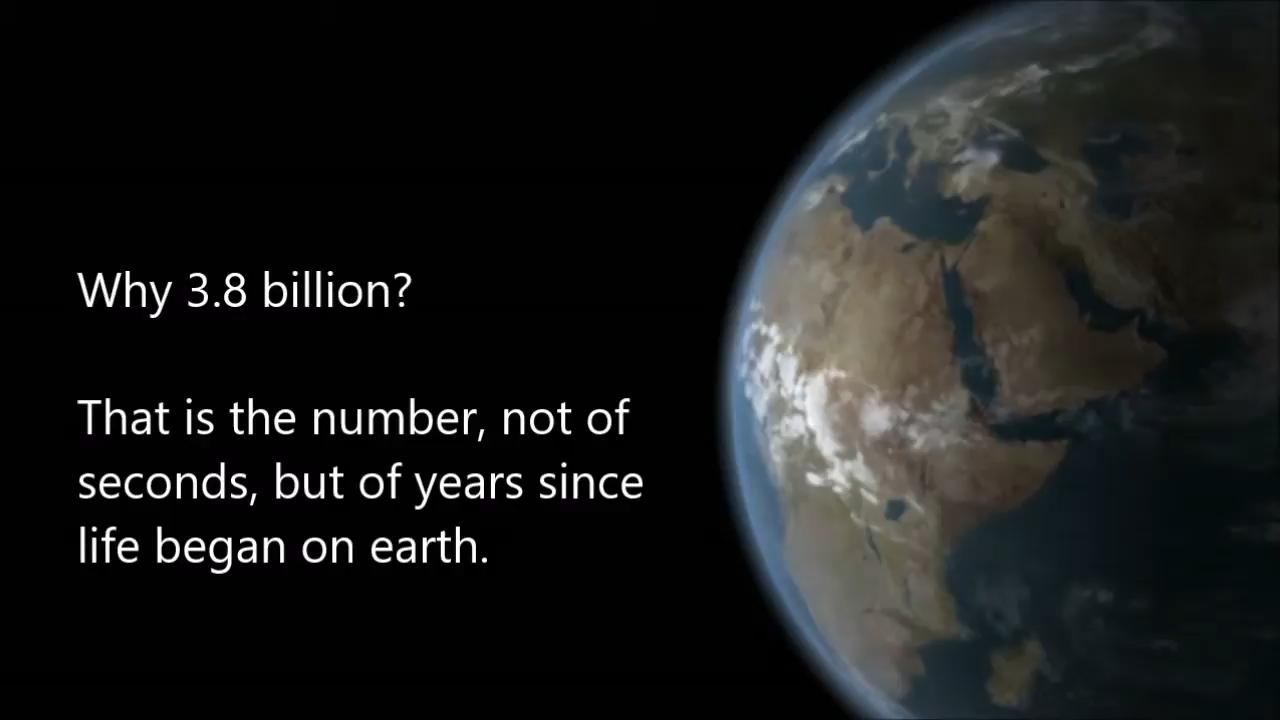 Why 3.8 billion?
That is the number, not of
seconds, but of years since
life began on earth.